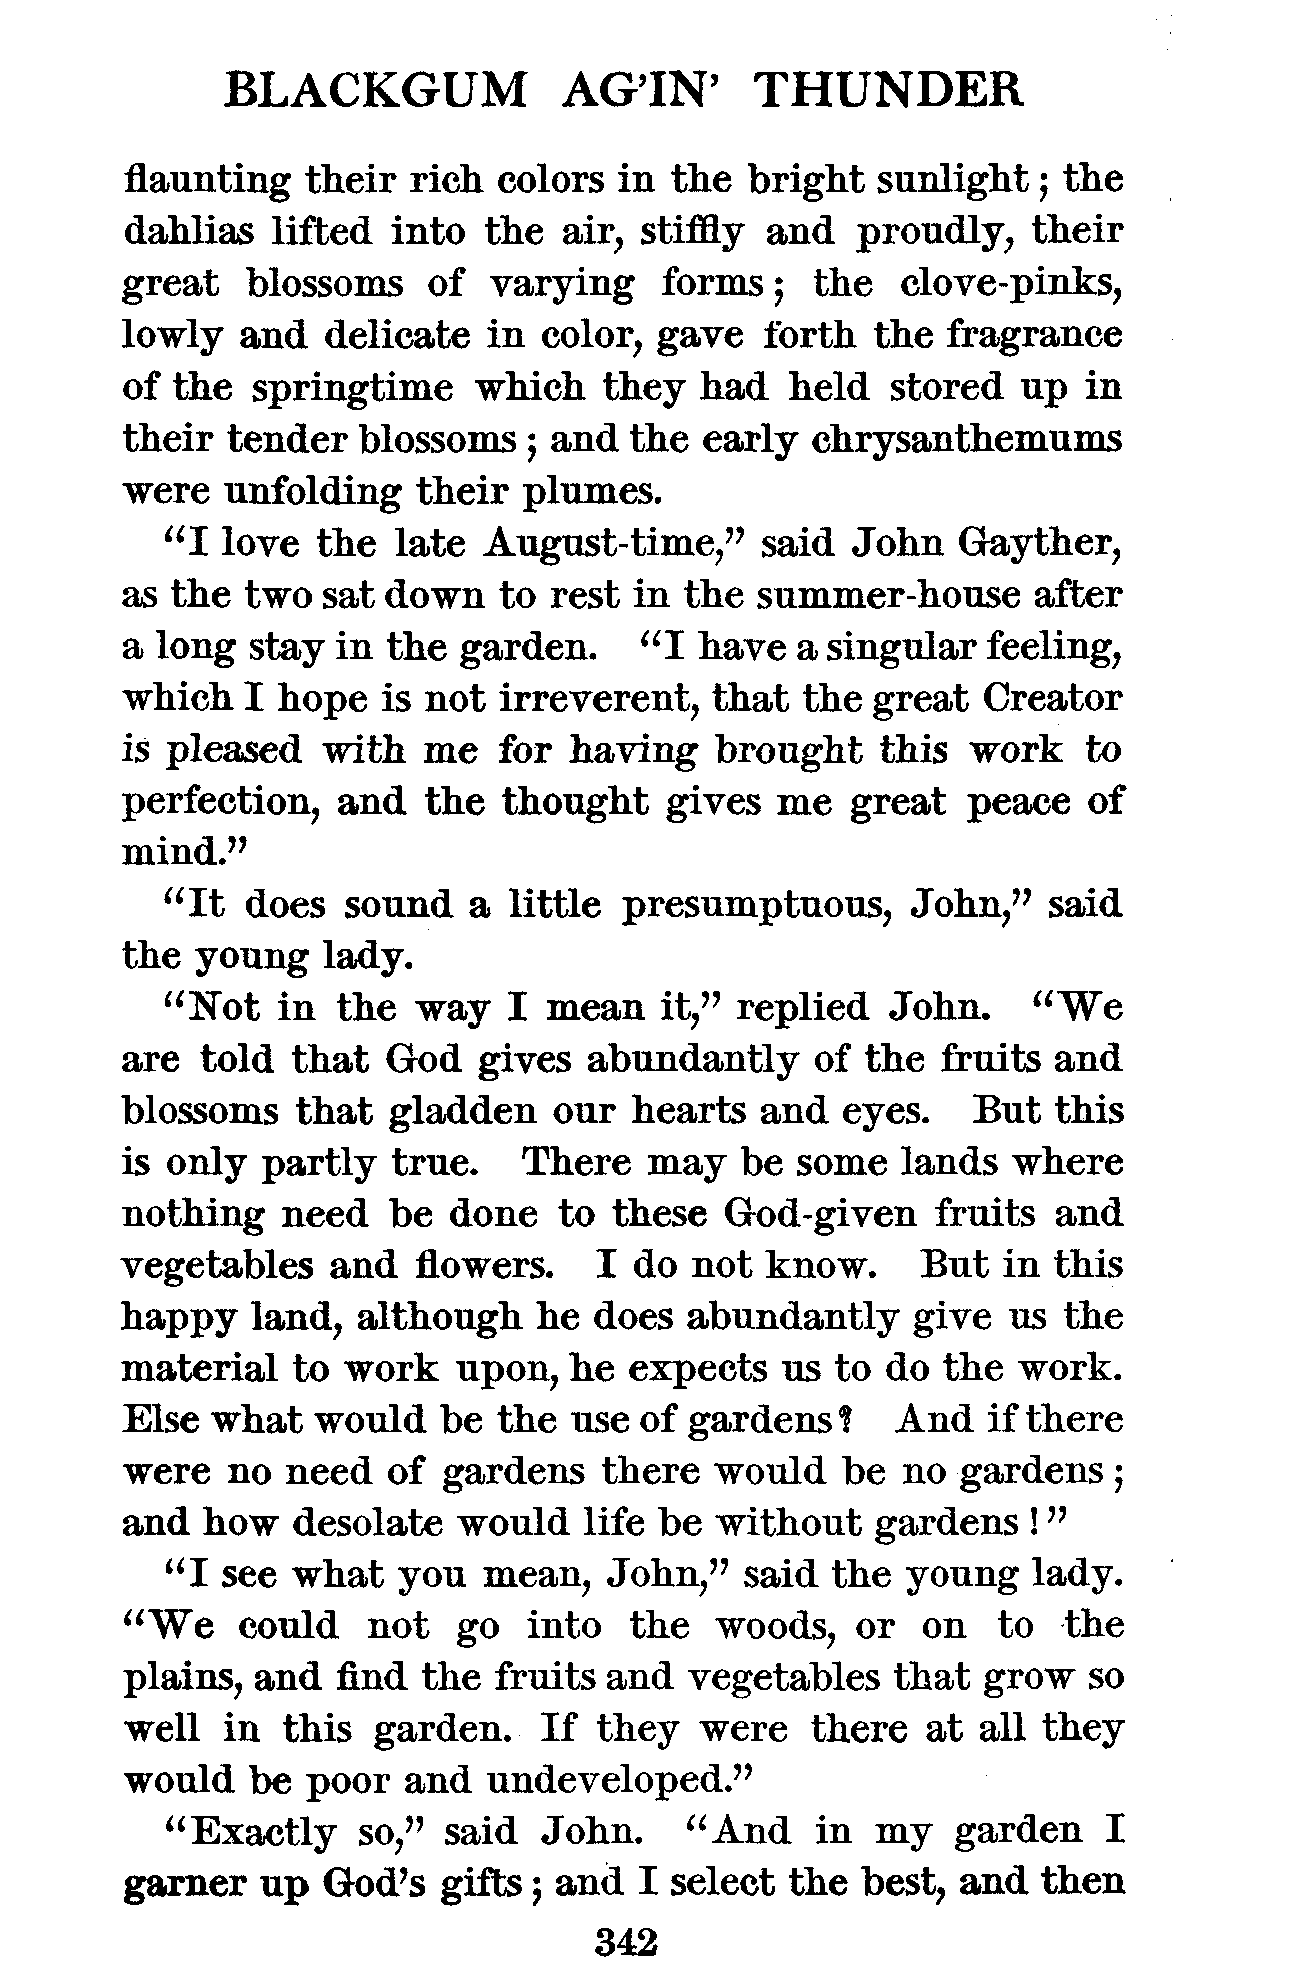 BLACKGUM AG'IN' THUNDER
flaunting their rich colors in the bright sunlight; the
dahlias lifted into the air, stiffly and proudly, their
great blossoms of varying forms; the clove-pinks,
lowly and delicate in color, gave forth the fragrance
of the springtime which they had held stored up in
their tender blossoms; and the early chrysanthemums
were unfolding their plumes.
"I love the late August-time," said John Gayther,
as the two sat down to rest in the summer-house after
a long stay in the garden. "I have a singular feeling,
which I hope is not irreverent, that the great Creator
is pleased with me for having brought this work to
perfection, and the thought gives me great peace of
mind."
"It does sound a little presumptuous, John," said
the young lady.
"Not in the way I mean it," replied John. "We
are told that God gives abundantly of the fruits and
blossoms that gladden our hearts and eyes. But this
is only partly true. There may be some lands where
nothing need be done to these God-given fruits and
vegetables and flowers. I do not know. But in this
happy land, although he does abundantly give us the
material to work upon, he expects us to do the work.
Else what would be the use of gardens? And if there
were no need of gardens there would be no gardens;
and how desolate would life be without gardens!"
"I see what you mean, John," said the young lady.
"We could not go into the woods, or on to the
plains, and find the fruits and vegetables that grow so
well in this garden. If they were there at all they
would be poor and undeveloped."
"Exactly so," said John. "And in my garden I
garner up God's gifts; and I select the best, and then
342